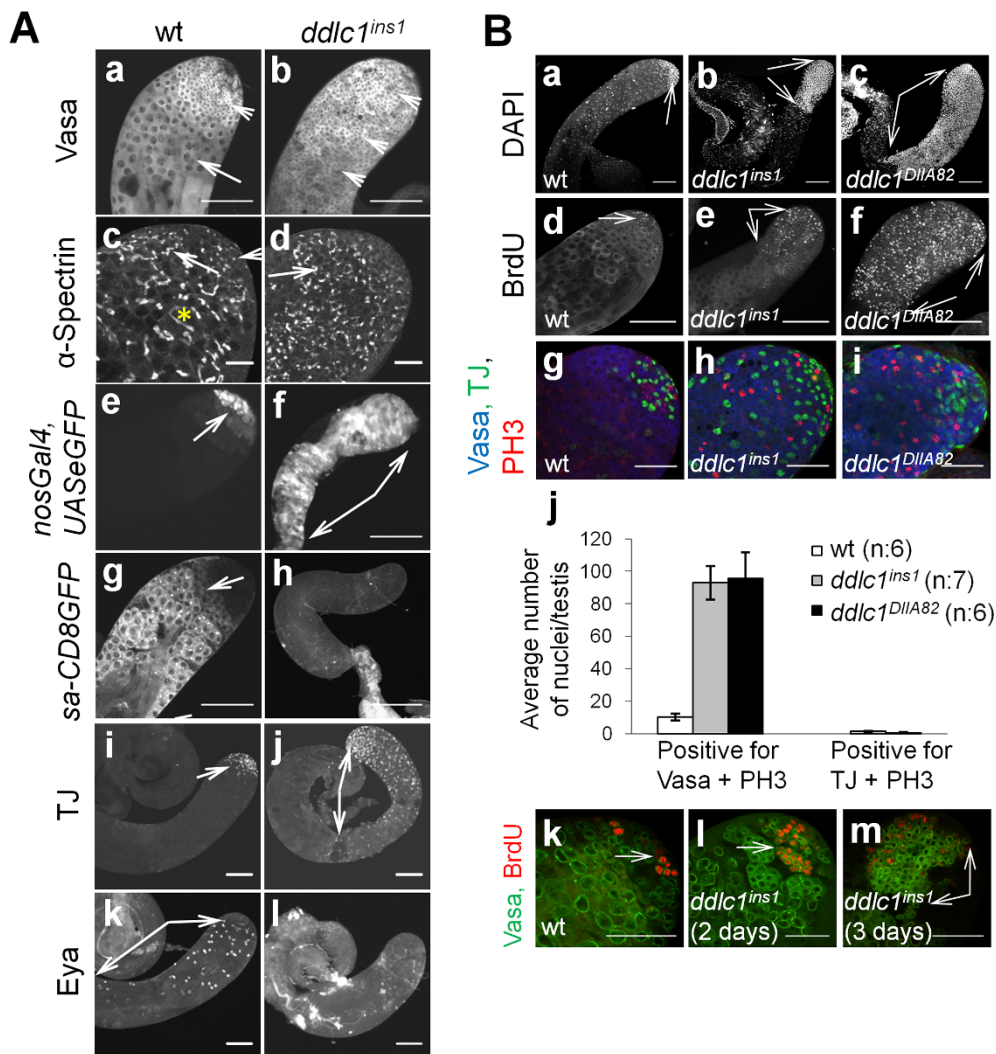 A
wt
ddlc1ins1
Vasa
a
b
α-Spectrin
c
*
d
nosGal4,
UASeGFP
e
f
sa-CD8GFP
g
h
TJ
i
j
Eya
k
l
B
DAPI
a
wt
b
ddlc1ins1
c
ddlc1DIIA82
BrdU
d
wt
e
ddlc1ins1
f
ddlc1DIIA82
Vasa, TJ,
PH3
g
wt
h
ddlc1ins1
i
ddlc1DIIA82
j
Average number
of nuclei/testis
120
100
80
60
40
20
0
wt (n:6)
ddlc1ins1 (n:7)
ddlc1DIIA82 (n:6)
Positive for
Vasa + PH3
Positive for
TJ + PH3
Vasa, BrdU
k
wt
l
ddlc1ins1
(2 days)
m
ddlc1ins1
(3 days)